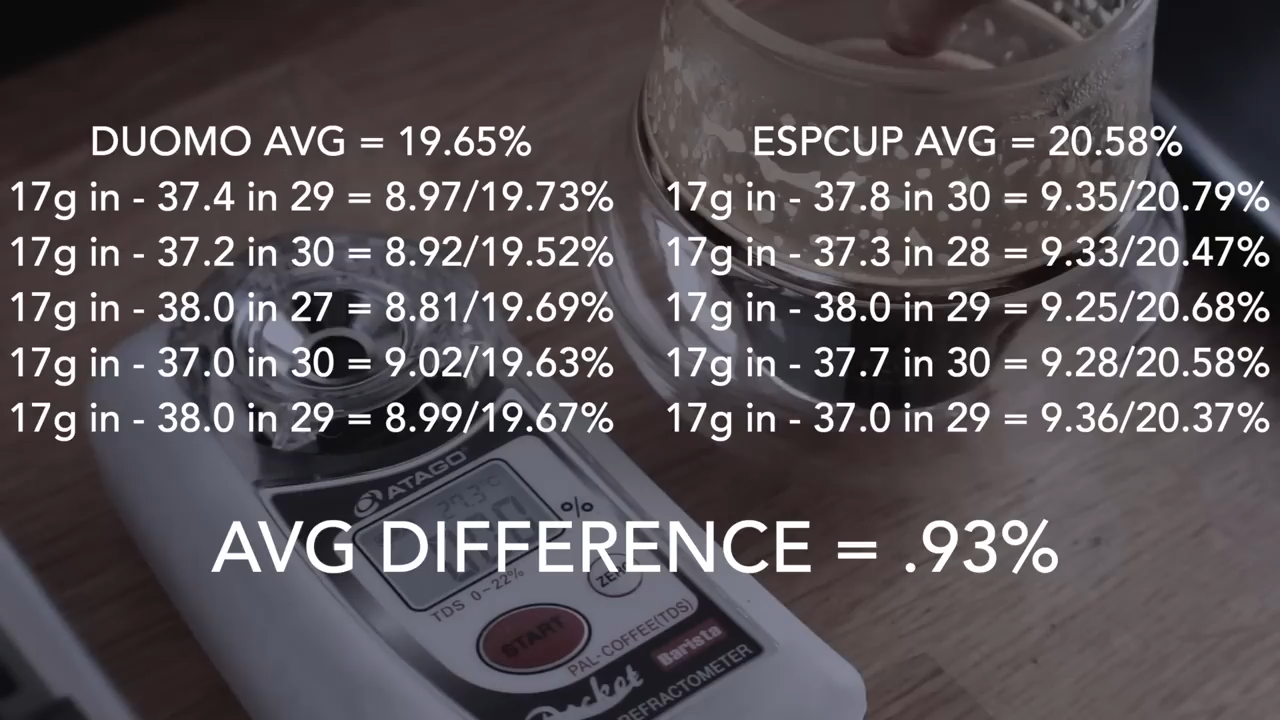 DUOMO AVG = 19.65%
17g in - 37.4 in 29 = 8.97/19.73%
17g in - 37.2 in 30 = 8.92/19.52%
17g in - 38.0 in 27 = 8.81/19.69%
17g in - 37.0 in 30 = 9.02/19.63%
17g in - 38.0 in 29 = 8.99/19.67%
ESPCUP AVG = 20.58%
17g in - 37.8 in 30 = 9.35/20.79%
17g in - 37.3 in 28 = 9.33/20.47%
17g in - 38.0 in 29 = 9.25/20.68%
17g in - 37.7 in 30 = 9.28/20.58%
17g in - 37.0 in 29 = 9.36/20.37%
AVG DIFFERENCE = .93%
ATAGO
%
TDS 0~22%
START
PAL-COFFEE(TDS)
Barista
Pocket
REFRACTOMETER